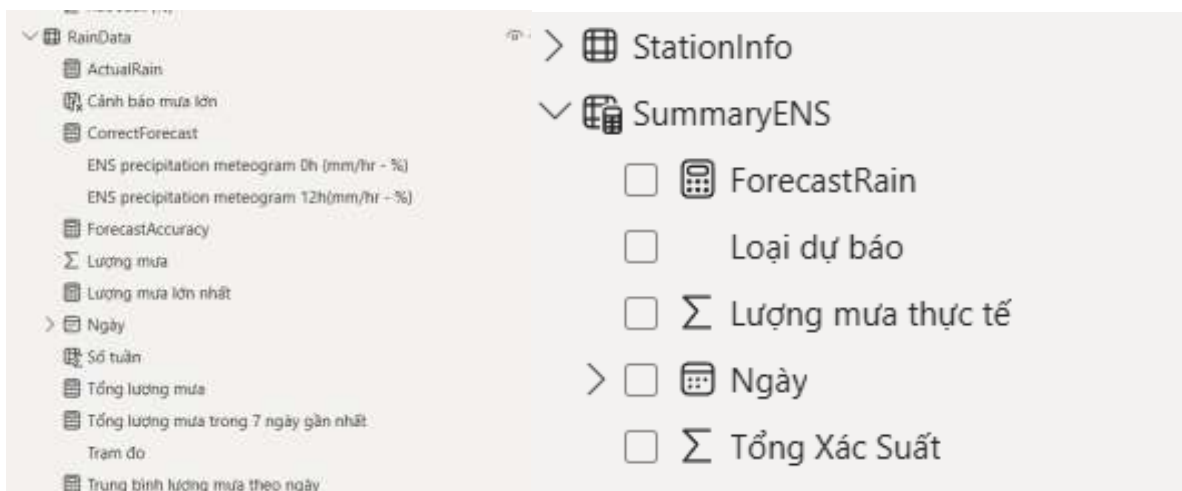 RainData
ActualRain
Cảnh báo mưa lớn
CorrectForecast
ENS precipitation meteogram 0h (mm/hr - %)
ENS precipitation meteogram 12h(mm/hr - %)
ForecastAccuracy
Lượng mưa
Lượng mưa lớn nhất
Ngày
Số tuần
Tổng lượng mưa
Tổng lượng mưa trong 7 ngày gần nhất
Trạm đo
Trung bình lượng mưa theo ngày
StationInfo
SummaryENS
ForecastRain
Loại dự báo
Lượng mưa thực tế
Ngày
Tổng Xác Suất